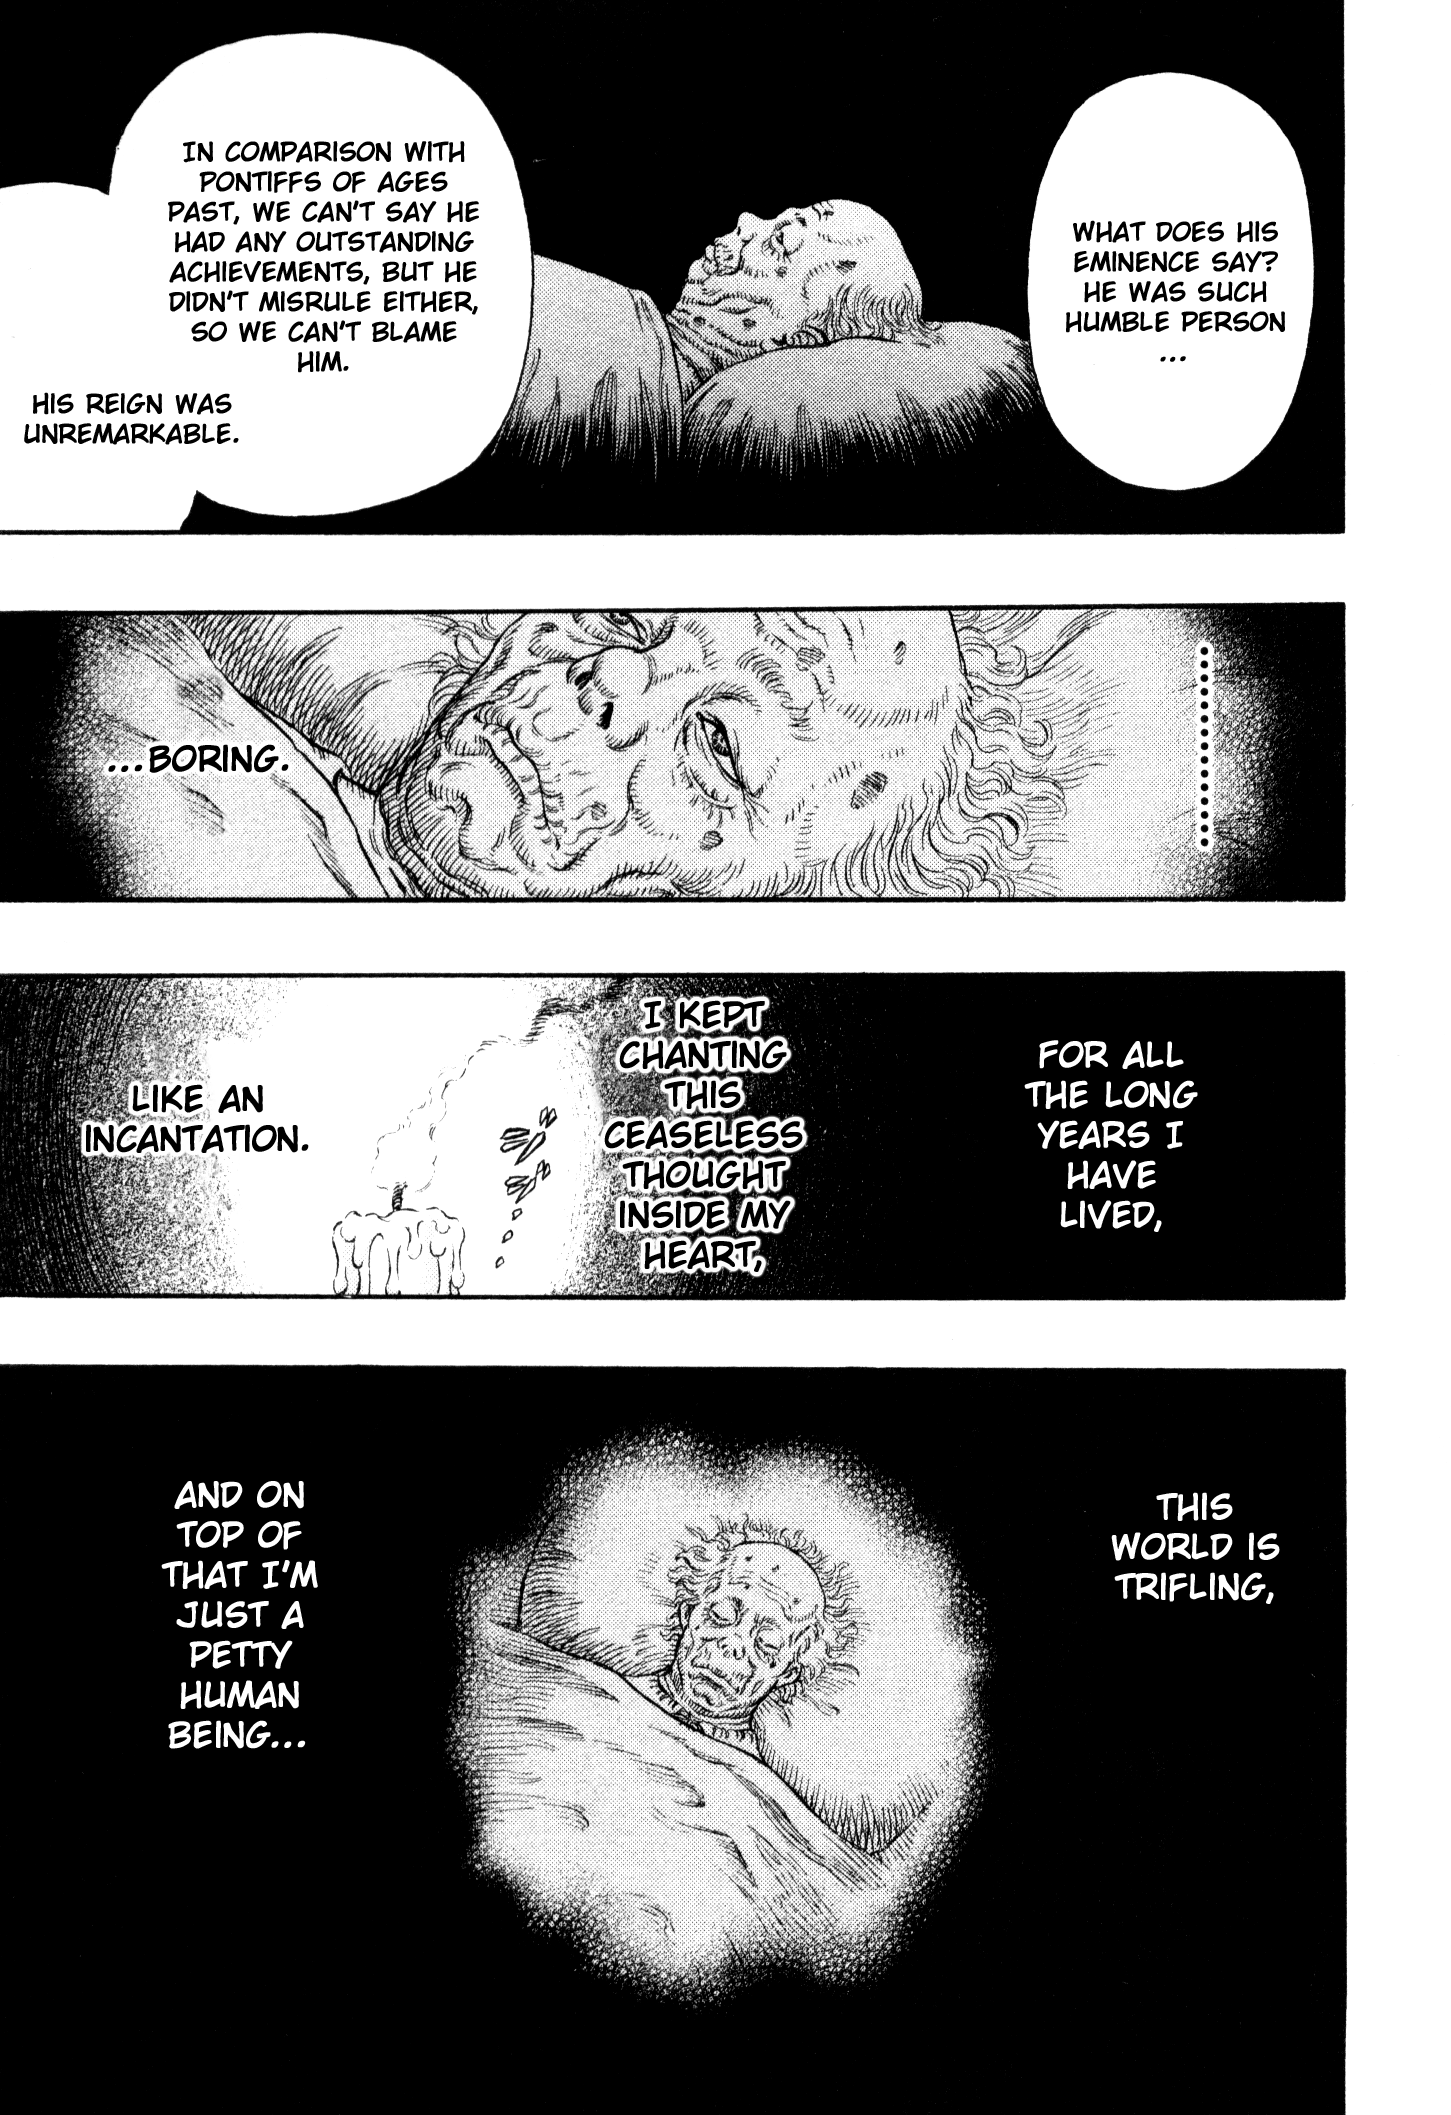 WHAT DOES HIS
EMINENCE SAY?
HE WAS SUCH
HUMBLE PERSON
...
IN COMPARISON WITH
PONTIFFS OF AGES
PAST, WE CAN'T SAY HE
HAD ANY OUTSTANDING
ACHIEVEMENTS, BUT HE
DIDN'T MISRULE EITHER,
SO WE CAN'T BLAME
HIM.
HIS REIGN WAS
UNREMARKABLE.
..............
...BORING.
FOR ALL
THE LONG
YEARS I
HAVE
LIVED,
I KEPT
CHANTING
THIS
CEASELESS
THOUGHT
INSIDE MY
HEART,
LIKE AN
INCANTATION.
THIS
WORLD IS
TRIFLING,
AND ON
TOP OF
THAT I'M
JUST A
PETTY
HUMAN
BEING...